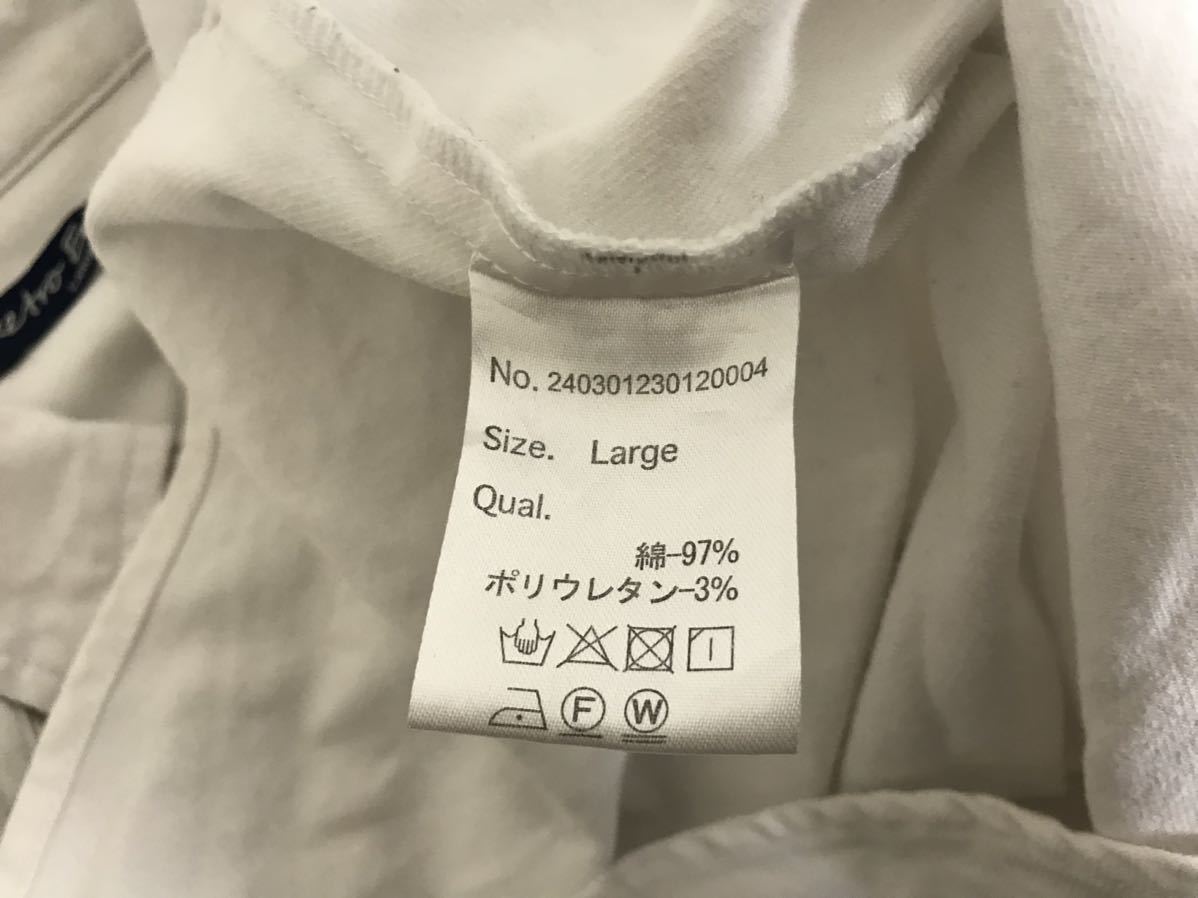 No. 240301230120004
Size. Large
Qual.
綿-97%
ポリウレタン-3%
F W